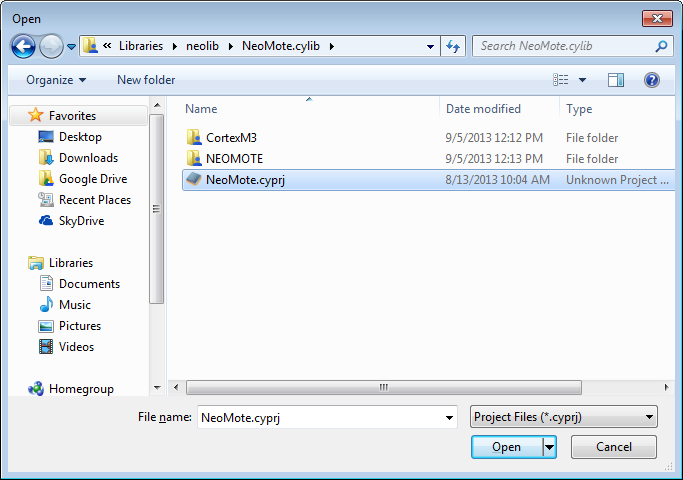 Open
« Libraries neolib NeoMote.cylib Search NeoMote.cylib
Organize New folder
Name Date modified Type
Favorites
Desktop
Downloads
Google Drive
Recent Places
SkyDrive
Libraries
Documents
Music
Pictures
Videos
Homegroup
CortexM3 9/5/2013 12:12 PM File folder
NEOMOTE 9/5/2013 12:13 PM File folder
NeoMote.cyprj 8/13/2013 10:04 AM Unknown Project ...
File name: NeoMote.cyprj Project Files (*.cyprj)
Open Cancel